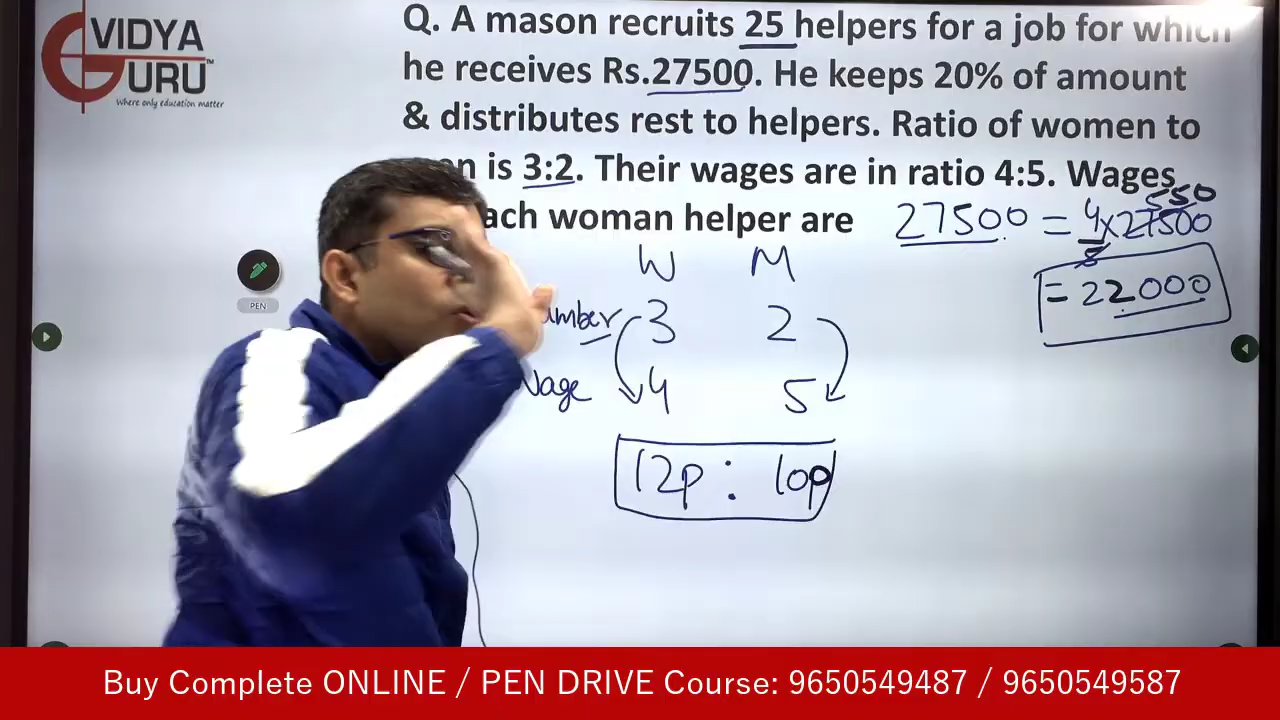 VIDYA
GURU
TM
Where only education matter
Q. A mason recruits 25 helpers for a job for which
he receives Rs.27500. He keeps 20% of amount
& distributes rest to helpers. Ratio of women to
is 3:2. Their wages are in ratio 4:5. Wages
woman helper are
27500 = 4/5 × 27500
5550
= 22000
PEN
W M
3 2
Wage 4 5
12p : 10p
Buy Complete ONLINE / PEN DRIVE Course: 9650549487 / 9650549587